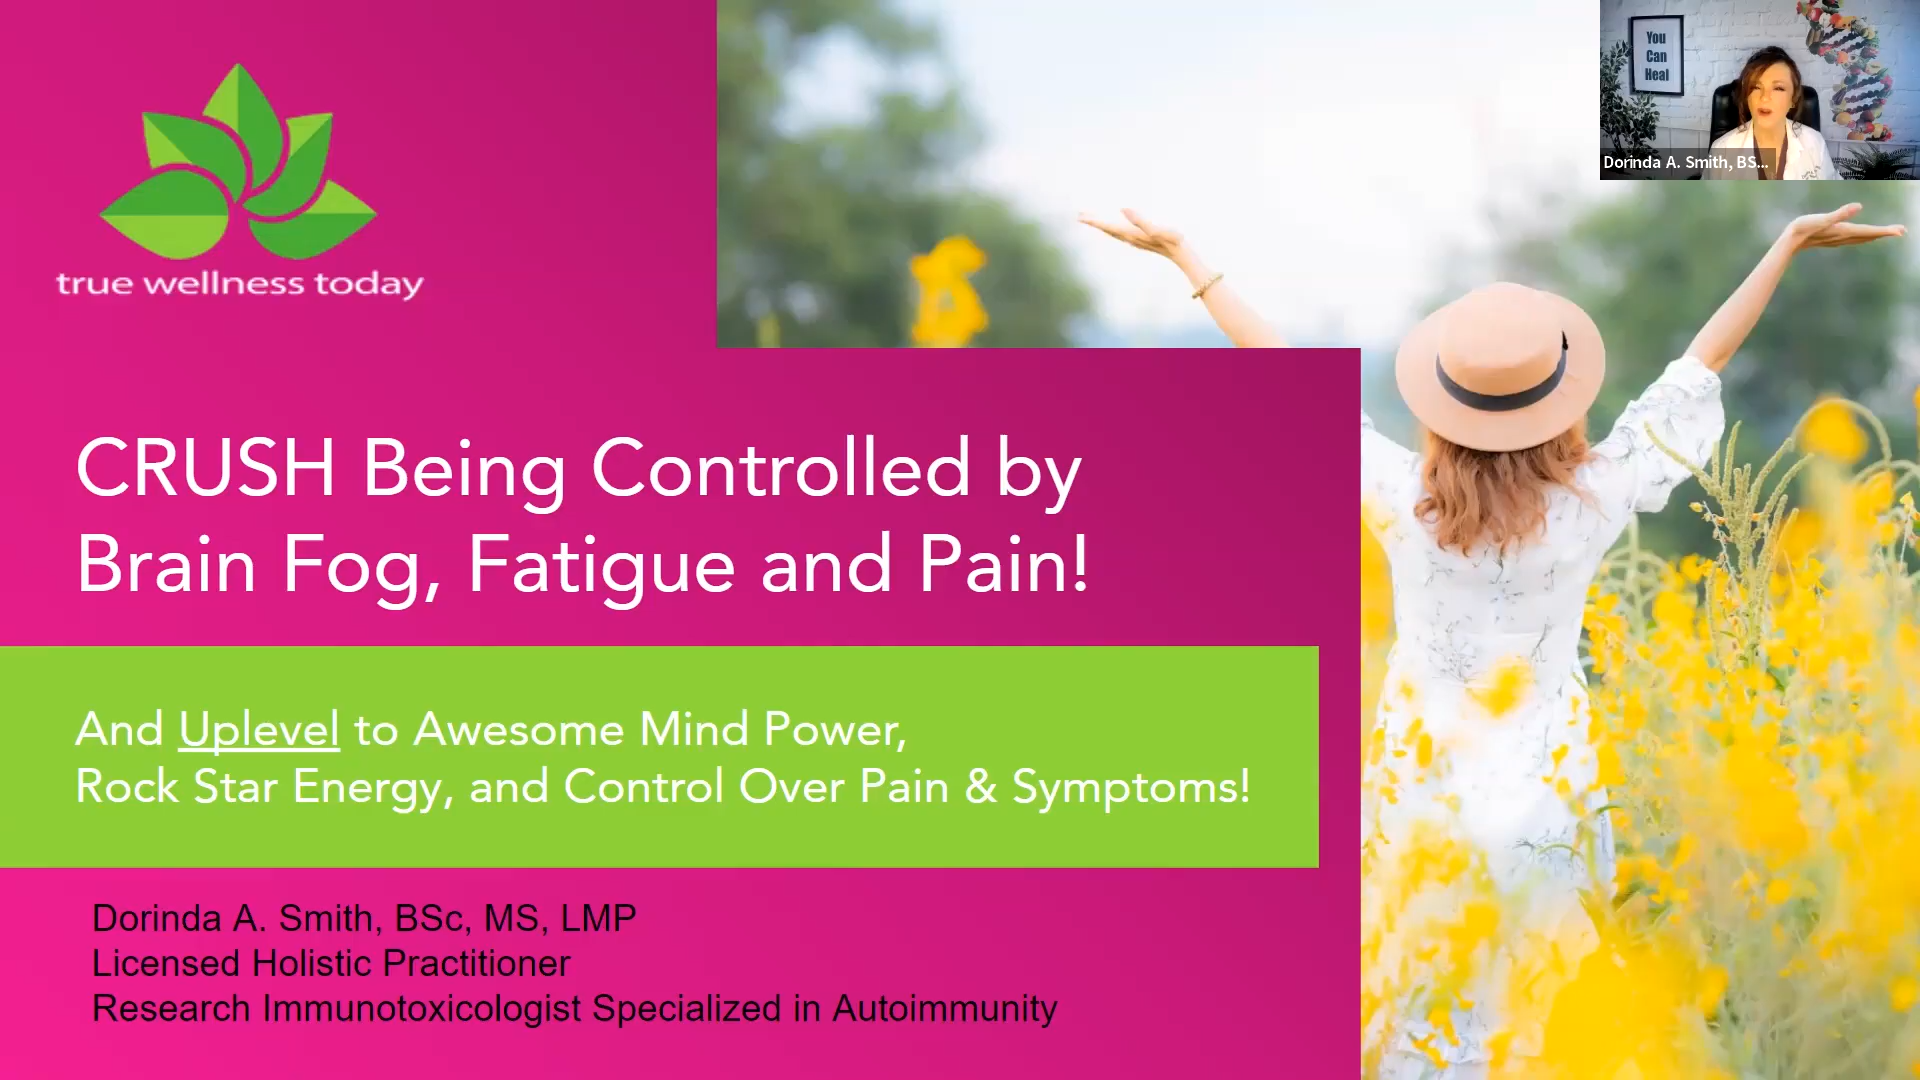 true wellness today
You
Can
Heal
Dorinda A. Smith, BS...
CRUSH Being Controlled by
Brain Fog, Fatigue and Pain!
And Uplevel to Awesome Mind Power,
Rock Star Energy, and Control Over Pain & Symptoms!
Dorinda A. Smith, BSc, MS, LMP
Licensed Holistic Practitioner
Research Immunotoxicologist Specialized in Autoimmunity